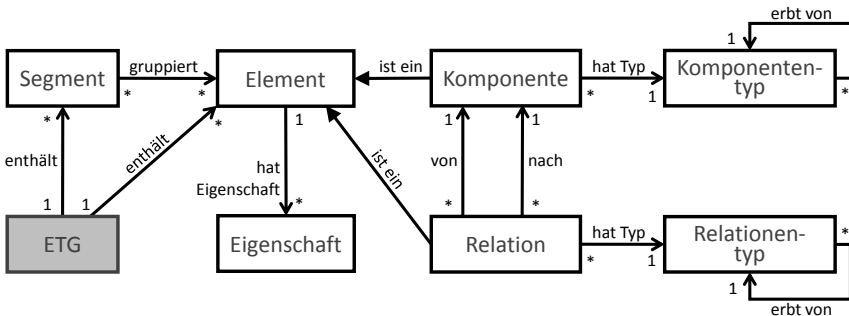 erbt von
1
Segment
gruppiert
*
*
Element
ist ein
Komponente
hat Typ
*
1
Komponenten-
typ
*
*
enthält
1
enthält
*
1
1
hat
Eigenschaft
*
ist ein
1
von
*
1
nach
*
ETG
Eigenschaft
Relation
hat Typ
*
1
Relationen-
typ
*
1
erbt von